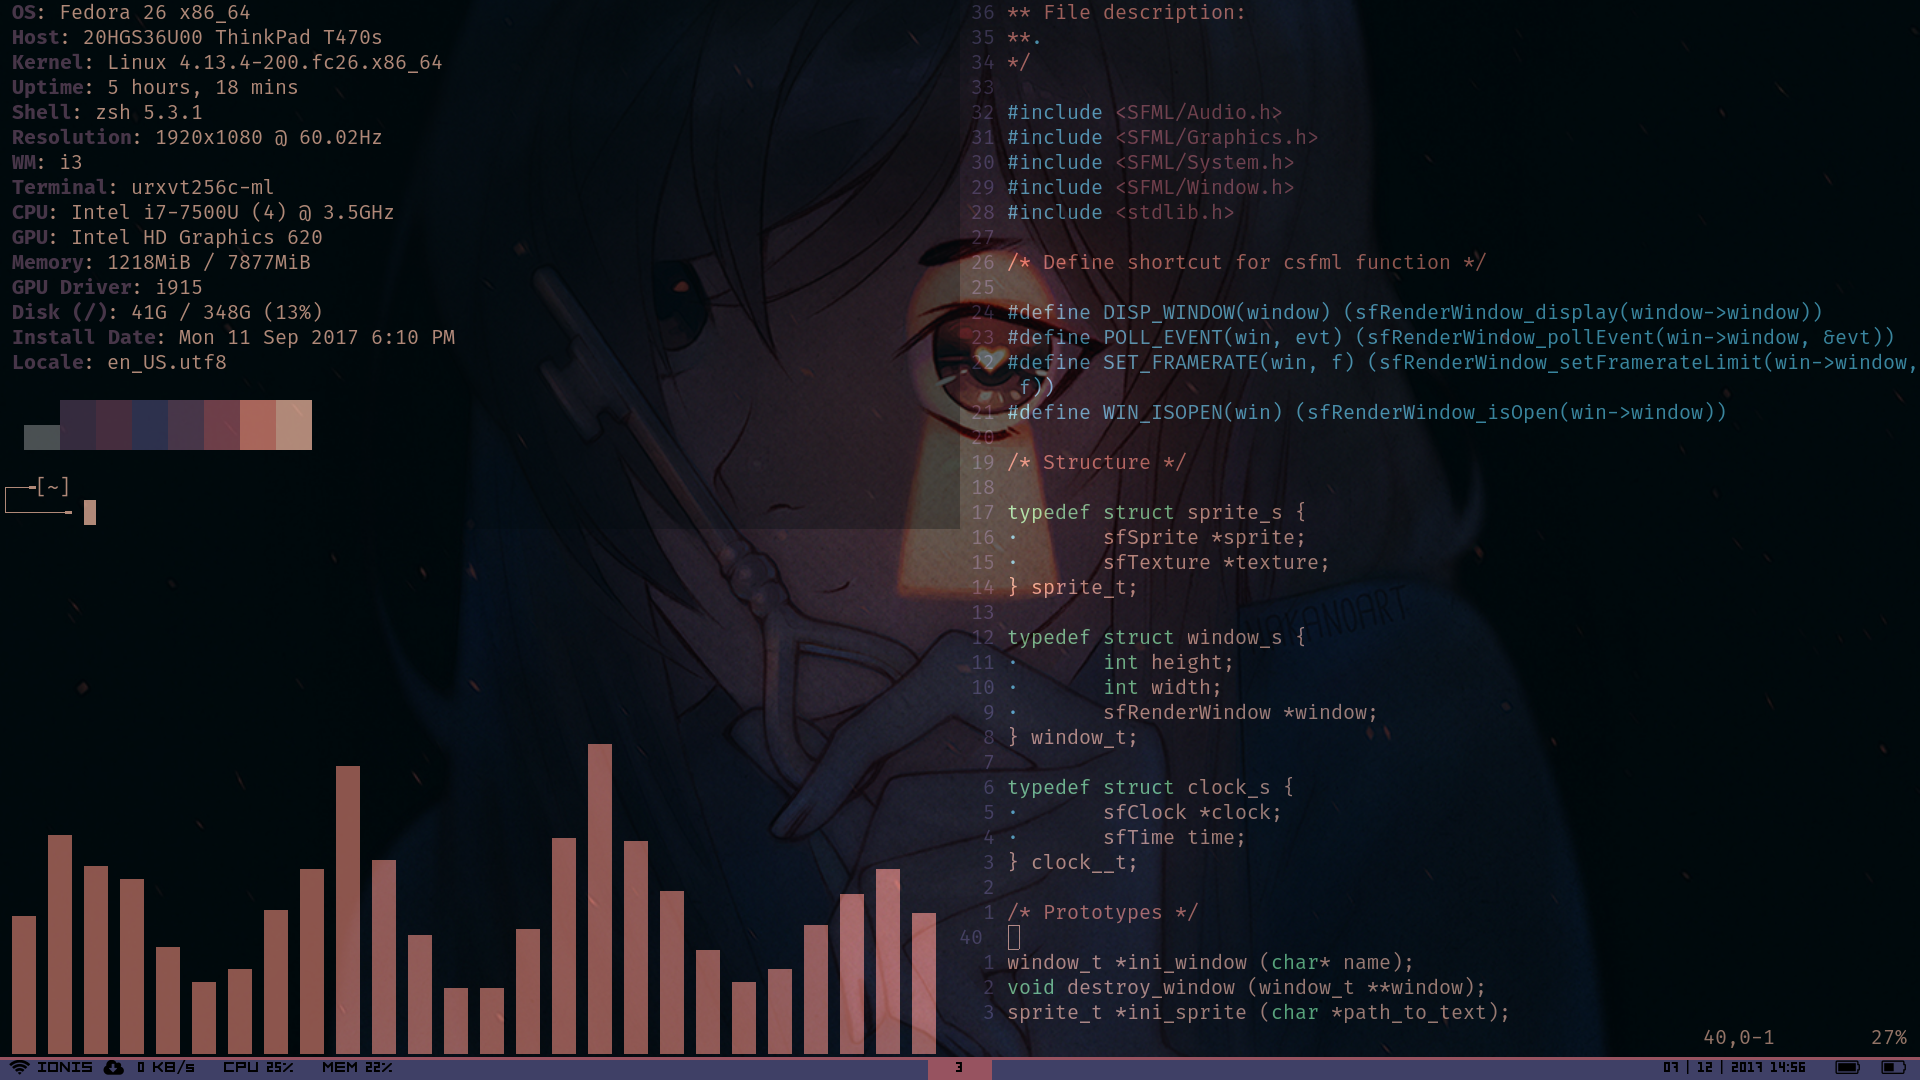 OS: Fedora 26 x86_64
Host: 20HGS36U00 ThinkPad T470s
Kernel: Linux 4.13.4-200.fc26.x86_64
Uptime: 5 hours, 18 mins
Shell: zsh 5.3.1
Resolution: 1920x1080 @ 60.02Hz
WM: i3
Terminal: urxvt256c-ml
CPU: Intel i7-7500U (4) @ 3.5GHz
GPU: Intel HD Graphics 620
Memory: 1218MiB / 7877MiB
GPU Driver: i915
Disk (/): 41G / 348G (13%)
Install Date: Mon 11 Sep 2017 6:10 PM
Locale: en_US.utf8
[~]
36 ** File description:
35 **.
34 */
33
32 #include <SFML/Audio.h>
31 #include <SFML/Graphics.h>
30 #include <SFML/System.h>
29 #include <SFML/Window.h>
28 #include <stdlib.h>
27
26 /* Define shortcut for csfml function */
25
24 #define DISP_WINDOW(window) (sfRenderWindow_display(window->window))
23 #define POLL_EVENT(win, evt) (sfRenderWindow_pollEvent(win->window, &evt))
22 #define SET_FRAMERATE(win, f) (sfRenderWindow_setFramerateLimit(win->window,
f))
21 #define WIN_ISOPEN(win) (sfRenderWindow_isOpen(win->window))
20
19 /* Structure */
18
17 typedef struct sprite_s {
16 ·       sfSprite *sprite;
15 ·       sfTexture *texture;
14 } sprite_t;
13
12 typedef struct window_s {
11 ·       int height;
10 ·       int width;
9 ·       sfRenderWindow *window;
8 } window_t;
7
6 typedef struct clock_s {
5 ·       sfClock *clock;
4 ·       sfTime time;
3 } clock__t;
2
1 /* Prototypes */
40
1 window_t *ini_window (char* name);
2 void destroy_window (window_t **window);
3 sprite_t *ini_sprite (char *path_to_text);
40,0-1 27%
IONIS 0 KB/s CPU 25% MEM 22% 3 07 | 12 | 2017 14:56